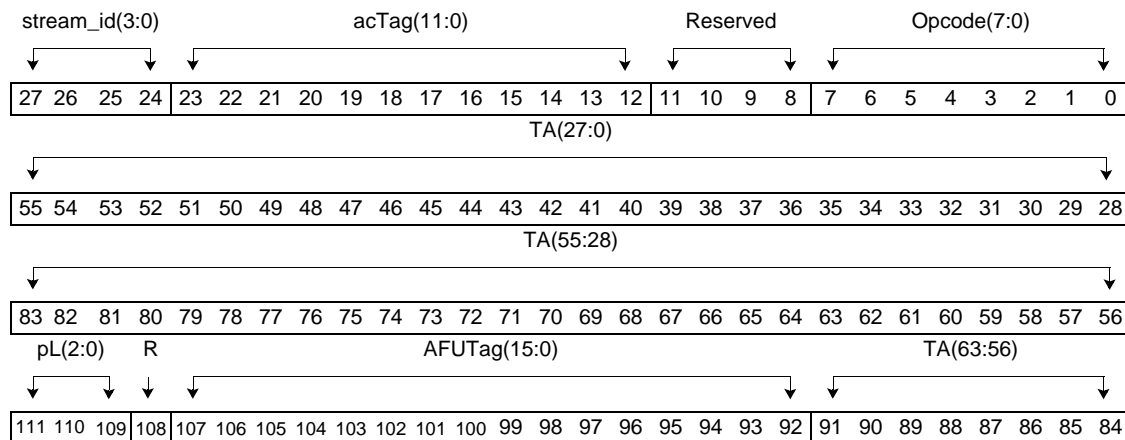 stream_id(3:0) acTag(11:0) Reserved Opcode(7:0)
27 26 25 24 23 22 21 20 19 18 17 16 15 14 13 12 11 10 9 8 7 6 5 4 3 2 1 0
TA(27:0)
55 54 53 52 51 50 49 48 47 46 45 44 43 42 41 40 39 38 37 36 35 34 33 32 31 30 29 28
TA(55:28)
83 82 81 80 79 78 77 76 75 74 73 72 71 70 69 68 67 66 65 64 63 62 61 60 59 58 57 56
pL(2:0) R AFUTag(15:0) TA(63:56)
111 110 109 108 107 106 105 104 103 102 101 100 99 98 97 96 95 94 93 92 91 90 89 88 87 86 85 84